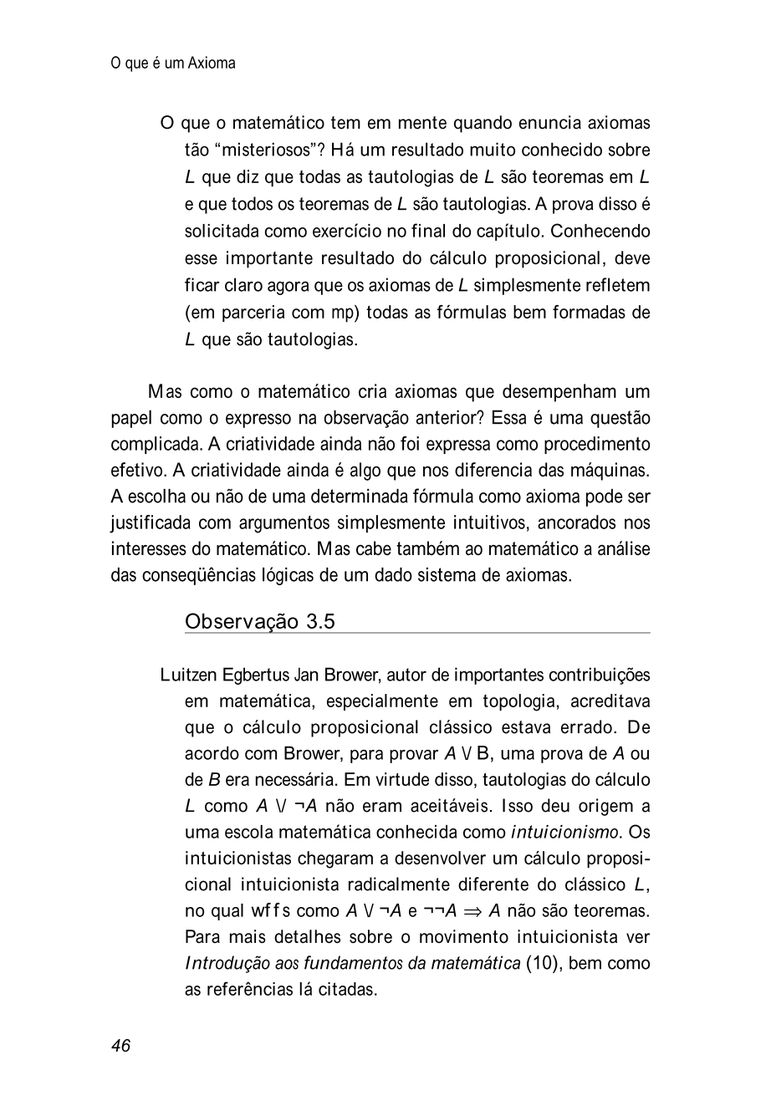 O que é um Axioma
O que o matemático tem em mente quando enuncia axiomas
tão “misteriosos”? Há um resultado muito conhecido sobre
L que diz que todas as tautologias de L são teoremas em L
e que todos os teoremas de L são tautologias. A prova disso é
solicitada como exercício no final do capítulo. Conhecendo
esse importante resultado do cálculo proposicional, deve
ficar claro agora que os axiomas de L simplesmente refletem
(em parceria com mp) todas as fórmulas bem formadas de
L que são tautologias.
Mas como o matemático cria axiomas que desempenham um
papel como o expresso na observação anterior? Essa é uma questão
complicada. A criatividade ainda não foi expressa como procedimento
efetivo. A criatividade ainda é algo que nos diferencia das máquinas.
A escolha ou não de uma determinada fórmula como axioma pode ser
justificada com argumentos simplesmente intuitivos, ancorados nos
interesses do matemático. Mas cabe também ao matemático a análise
das conseqüências lógicas de um dado sistema de axiomas.
Observação 3.5
Luitzen Egbertus Jan Brower, autor de importantes contribuições
em matemática, especialmente em topologia, acreditava
que o cálculo proposicional clássico estava errado. De
acordo com Brower, para provar A \/ B, uma prova de A ou
de B era necessária. Em virtude disso, tautologias do cálculo
L como A \/ ¬A não eram aceitáveis. Isso deu origem a
uma escola matemática conhecida como intuicionismo. Os
intuicionistas chegaram a desenvolver um cálculo proposi-
cional intuicionista radicalmente diferente do clássico L,
no qual wffs como A \/ ¬A e ¬¬A ⇒ A não são teoremas.
Para mais detalhes sobre o movimento intuicionista ver
Introdução aos fundamentos da matemática (10), bem como
as referências lá citadas.
46